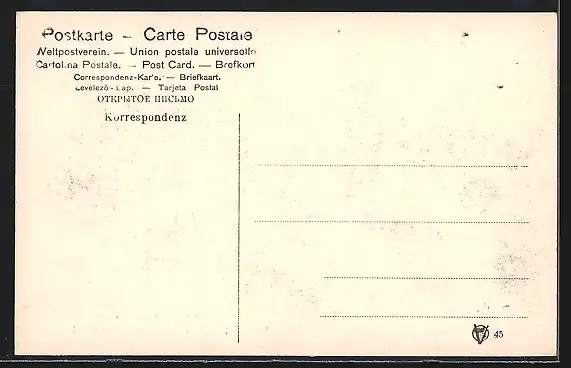 Postkarte – Carte Postale
Weltpostverein. — Union postale universelle
Cartolina Postale. — Post Card. — Brefkort
Correspondenz-Karte. — Briefkaart.
Levelező-Lap. — Tarjeta Postal
ОТКРЫТОЕ ПИСЬМО
Korrespondenz
45